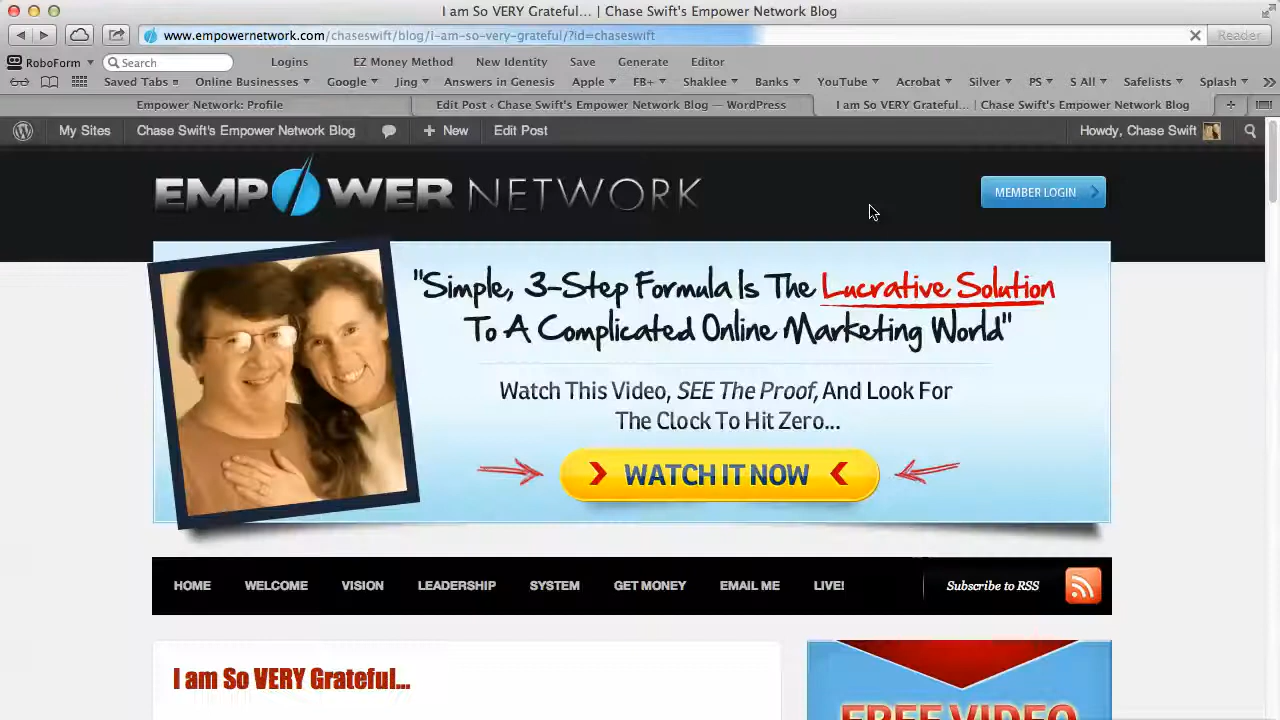 I am So VERY Grateful... | Chase Swift's Empower Network Blog
www.empowernetwork.com/chaseswift/blog/i-am-so-very-grateful/?id=chaseswift
Reader
RoboForm Search Logins EZ Money Method New Identity Save Generate Editor
Saved Tabs Online Businesses Google Jing Answers in Genesis Apple FB+ Shaklee Banks YouTube Acrobat Silver PS S All Safelists Splash
Empower Network: Profile Edit Post ‹ Chase Swift's Empower Network Blog — WordPress I am So VERY Grateful... | Chase Swift's Empower Network Blog
My Sites Chase Swift's Empower Network Blog + New Edit Post Howdy, Chase Swift
EMPOWER NETWORK
MEMBER LOGIN
"Simple, 3-Step Formula Is The Lucrative Solution
To A Complicated Online Marketing World"
Watch This Video, SEE The Proof, And Look For
The Clock To Hit Zero...
WATCH IT NOW
HOME WELCOME VISION LEADERSHIP SYSTEM GET MONEY EMAIL ME LIVE! Subscribe to RSS
I am So VERY Grateful...
FREE VIDEO